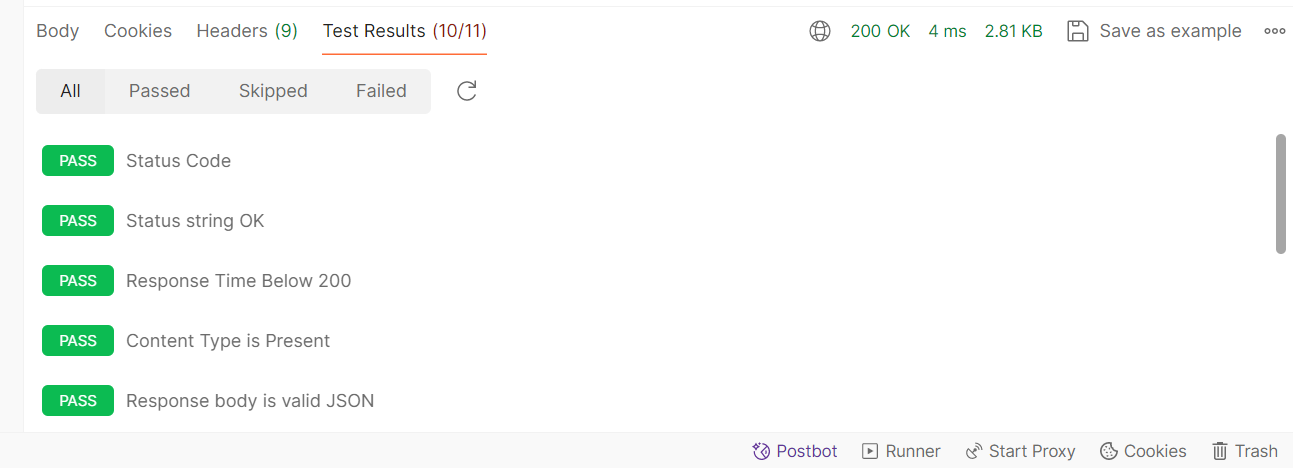 Body Cookies Headers (9) Test Results (10/11) 200 OK 4 ms 2.81 KB Save as example
All Passed Skipped Failed
PASS Status Code
PASS Status string OK
PASS Response Time Below 200
PASS Content Type is Present
PASS Response body is valid JSON
Postbot Runner Start Proxy Cookies Trash